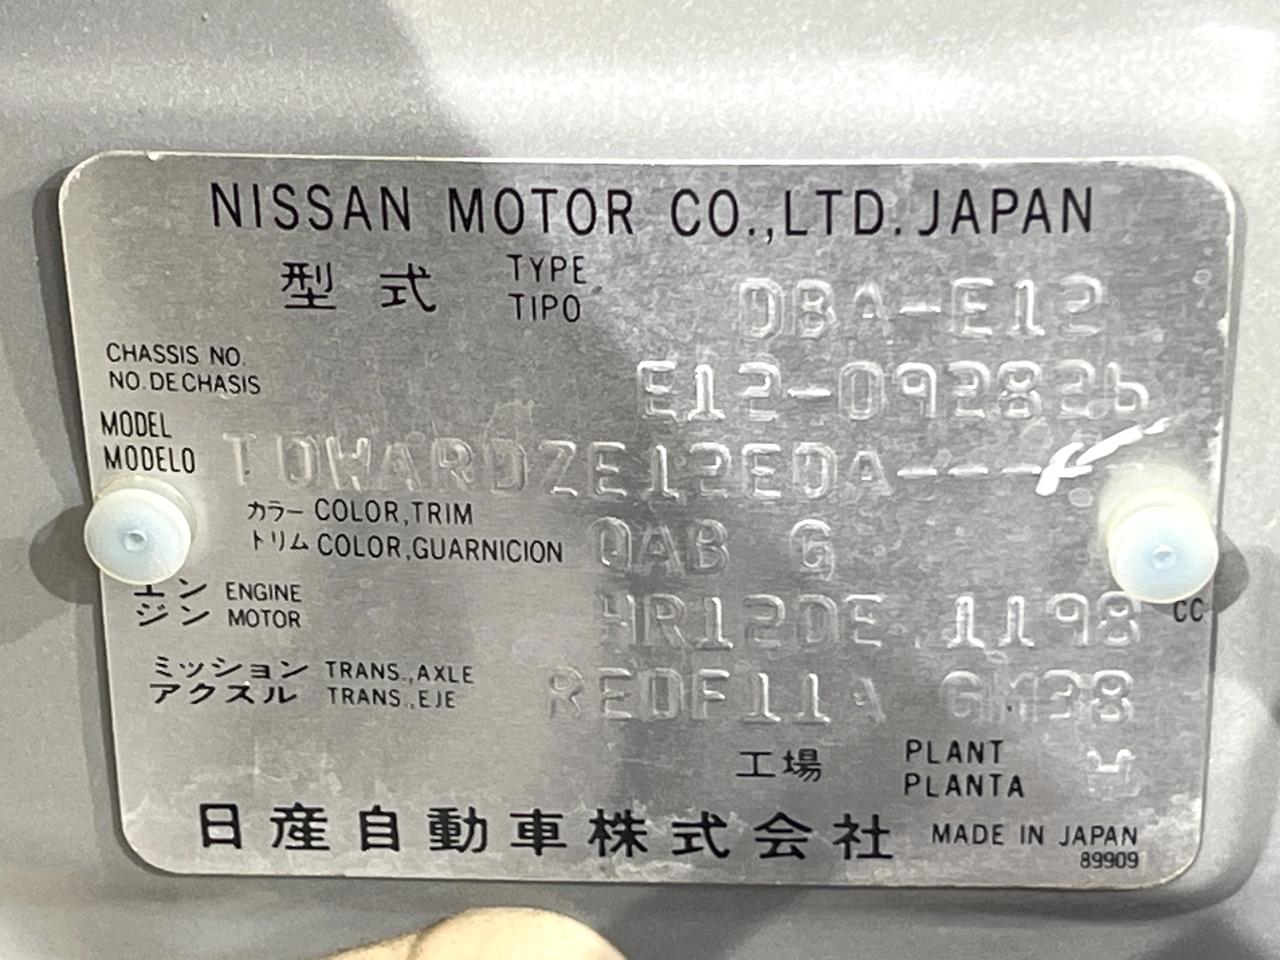 NISSAN MOTOR CO.,LTD. JAPAN
型式 TYPE TIPO DBA-E12
CHASSIS NO. NO. DE CHASIS E12-092826
MODEL MODELO TDWARDZE12EDA----
カラー COLOR,TRIM
トリム COLOR,GUARNICION QAB G
エンジン ENGINE MOTOR HR12DE 1198 CC
ミッション TRANS.,AXLE
アクスル TRANS.,EJE RE0F11A GM38
工場 PLANT PLANTA H
日産自動車株式会社 MADE IN JAPAN
89909